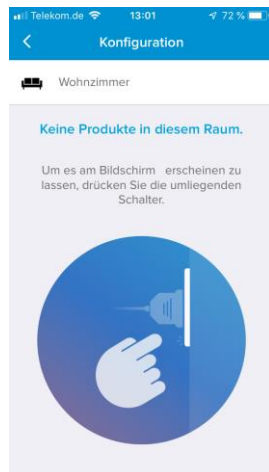 Telekom.de 13:01 72 %
Konfiguration
Wohnzimmer
Keine Produkte in diesem Raum.
Um es am Bildschirm erscheinen zu
lassen, drücken Sie die umliegenden
Schalter.